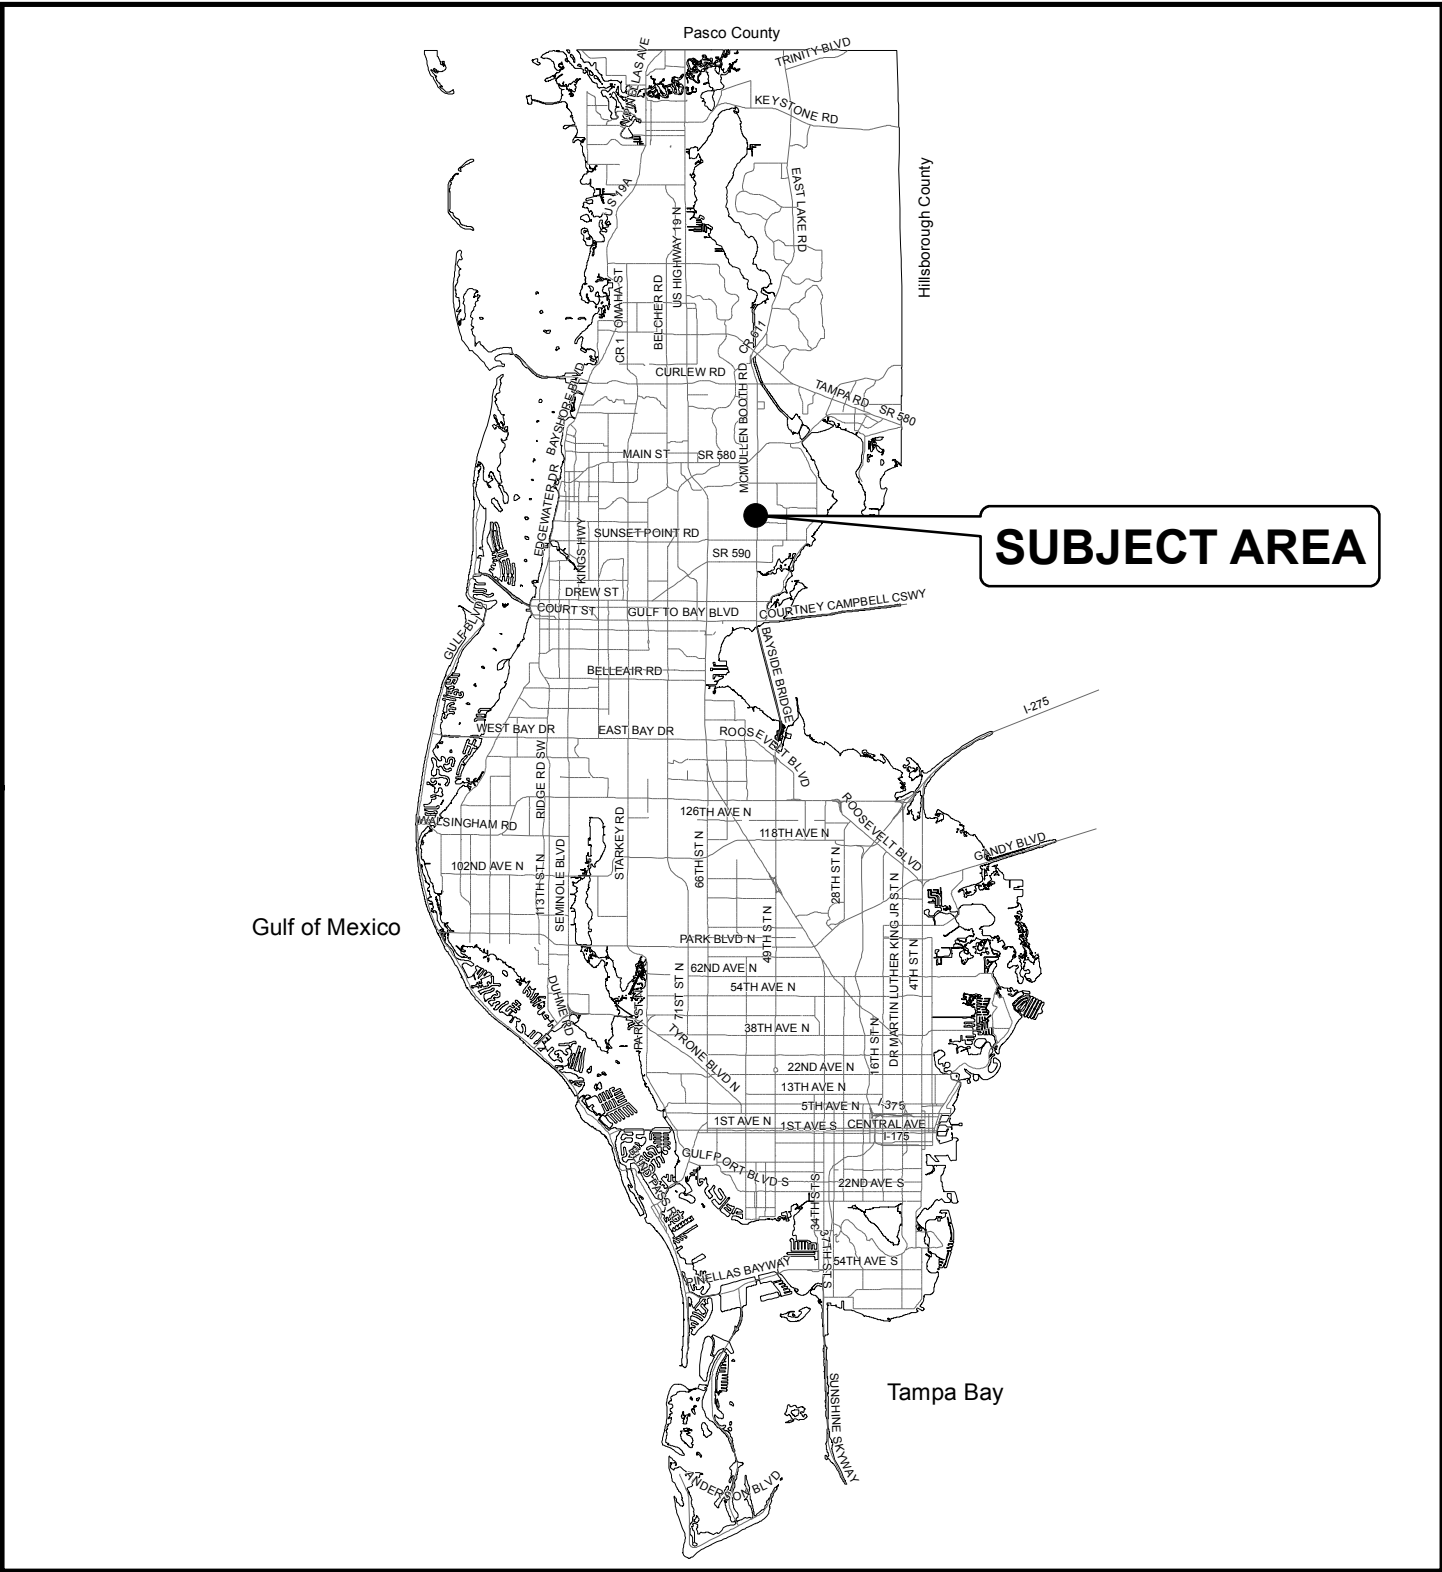 Pasco County
TRINITY BLVD
KEYSTONE RD
Hillsborough County
EAST LAKE RD
US 19A
US HIGHWAY 19 N
OMAHA ST
CR 1
BELCHER RD
CR 611
CURLEW RD
MCMULLEN BOOTH RD
TAMPA RD
SR 580
BAYSHORE BLVD
MAIN ST
SR 580
EDGEWATER DR
KINGS HWY
SUNSET POINT RD
SUBJECT AREA
SR 590
DREW ST
COURT ST
GULF TO BAY BLVD
COURTNEY CAMPBELL CSWY
GULF BLVD
BAYSIDE BRIDGE
BELLEAIR RD
I-275
WEST BAY DR
EAST BAY DR
ROOSEVELT BLVD
RIDGE RD SW
126TH AVE N
ROOSEVELT BLVD
WALSINGHAM RD
STARKEY RD
118TH AVE N
GANDY BLVD
102ND AVE N
113TH ST N
SEMINOLE BLVD
66TH ST N
28TH ST N
DR MARTIN LUTHER KING JR ST N
Gulf of Mexico
49TH ST N
PARK BLVD N
4TH ST N
62ND AVE N
71ST ST N
54TH AVE N
DUHME RD
PARK ST N
38TH AVE N
16TH ST N
TYRONE BLVD N
22ND AVE N
13TH AVE N
5TH AVE N
I-375
1ST AVE N
1ST AVE S
CENTRAL AVE
I-175
GULFPORT BLVD S
22ND AVE S
34TH ST S
37TH ST S
54TH AVE S
PINELLAS BAYWAY
Tampa Bay
SUNSHINE SKYWAY
ANDERSON BLVD